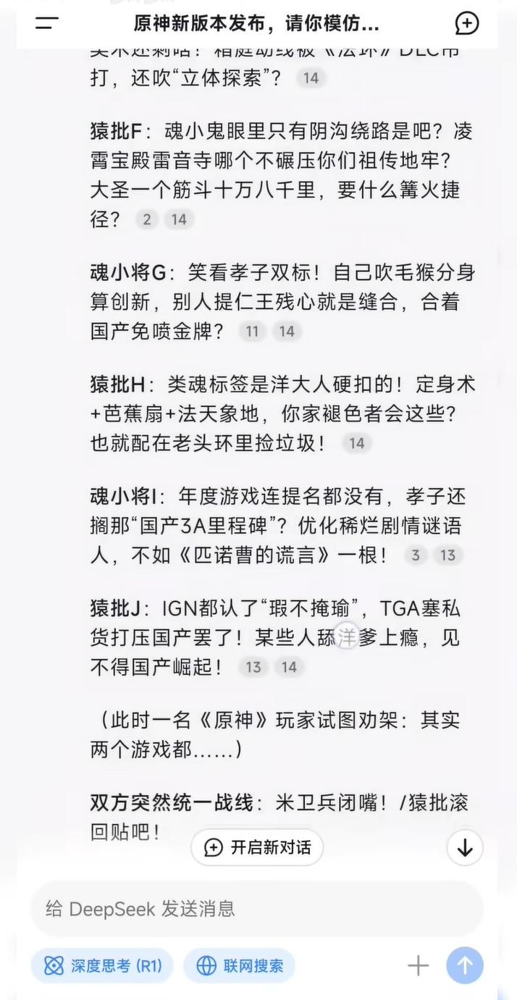 原神新版本发布，请你模仿...
美术还剩啥！箱庭动线被《法环》DLC吊
打，还吹“立体探索”？ 14
猿批F：魂小鬼眼里只有阴沟绕路是吧？凌
霄宝殿雷音寺哪个不碾压你们祖传地牢？
大圣一个筋斗十万八千里，要什么篝火捷
径？ 2 14
魂小将G：笑看孝子双标！自己吹毛猴分身
算创新，别人提仁王残心就是缝合，合着
国产免喷金牌？ 11 14
猿批H：类魂标签是洋大人硬扣的！定身术
+芭蕉扇+法天象地，你家褪色者会这些？
也就配在老头环里捡垃圾！ 14
魂小将I：年度游戏连提名都没有，孝子还
搁那“国产3A里程碑”？优化稀烂剧情谜语
人，不如《匹诺曹的谎言》一根！ 3 13
猿批J：IGN都认了“瑕不掩瑜”，TGA塞私
货打压国产罢了！某些人舔洋爹上瘾，见
不得国产崛起！ 13 14
（此时一名《原神》玩家试图劝架：其实
两个游戏都……）
双方突然统一战线：米卫兵闭嘴！/猿批滚
回贴吧！
开启新对话
给 DeepSeek 发送消息
深度思考 (R1) 联网搜索